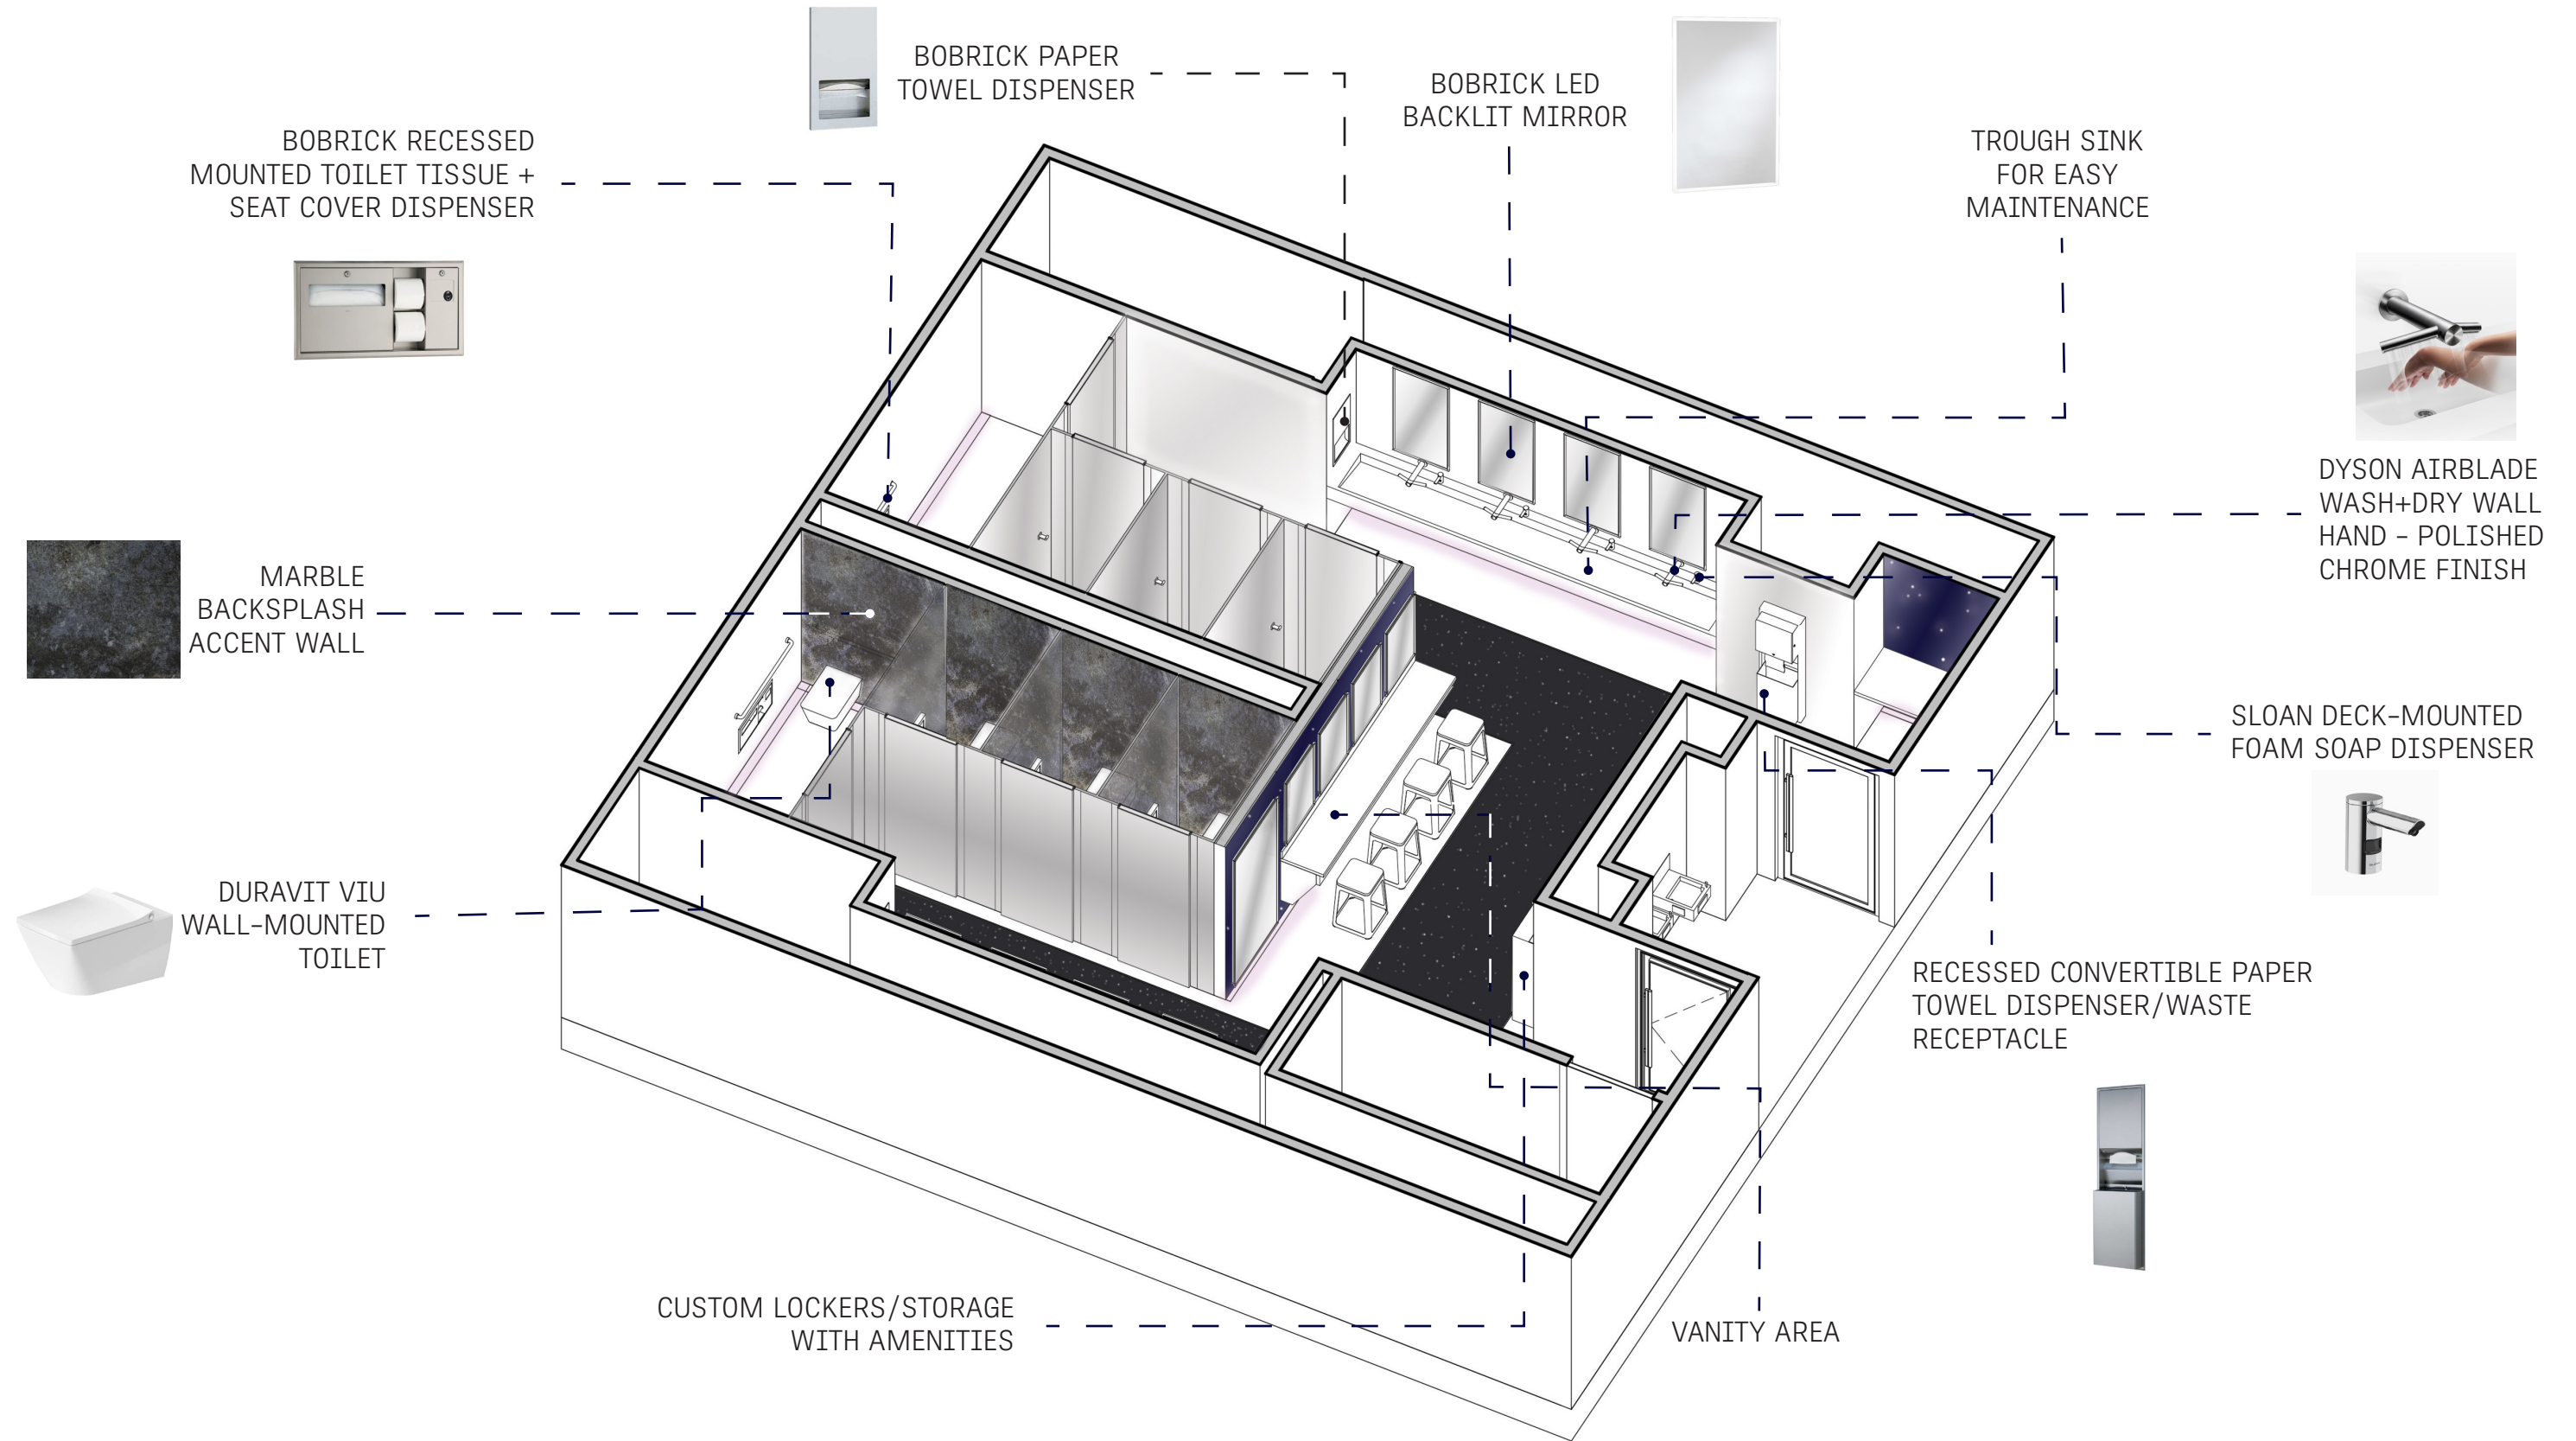 BOBRICK PAPER
TOWEL DISPENSER
BOBRICK LED
BACKLIT MIRROR
BOBRICK RECESSED
MOUNTED TOILET TISSUE +
SEAT COVER DISPENSER
TROUGH SINK
FOR EASY
MAINTENANCE
DYSON AIRBLADE
WASH+DRY WALL
HAND - POLISHED
CHROME FINISH
MARBLE
BACKSPLASH
ACCENT WALL
SLOAN DECK-MOUNTED
FOAM SOAP DISPENSER
DURAVIT VIU
WALL-MOUNTED
TOILET
RECESSED CONVERTIBLE PAPER
TOWEL DISPENSER/WASTE
RECEPTACLE
CUSTOM LOCKERS/STORAGE
WITH AMENITIES
VANITY AREA